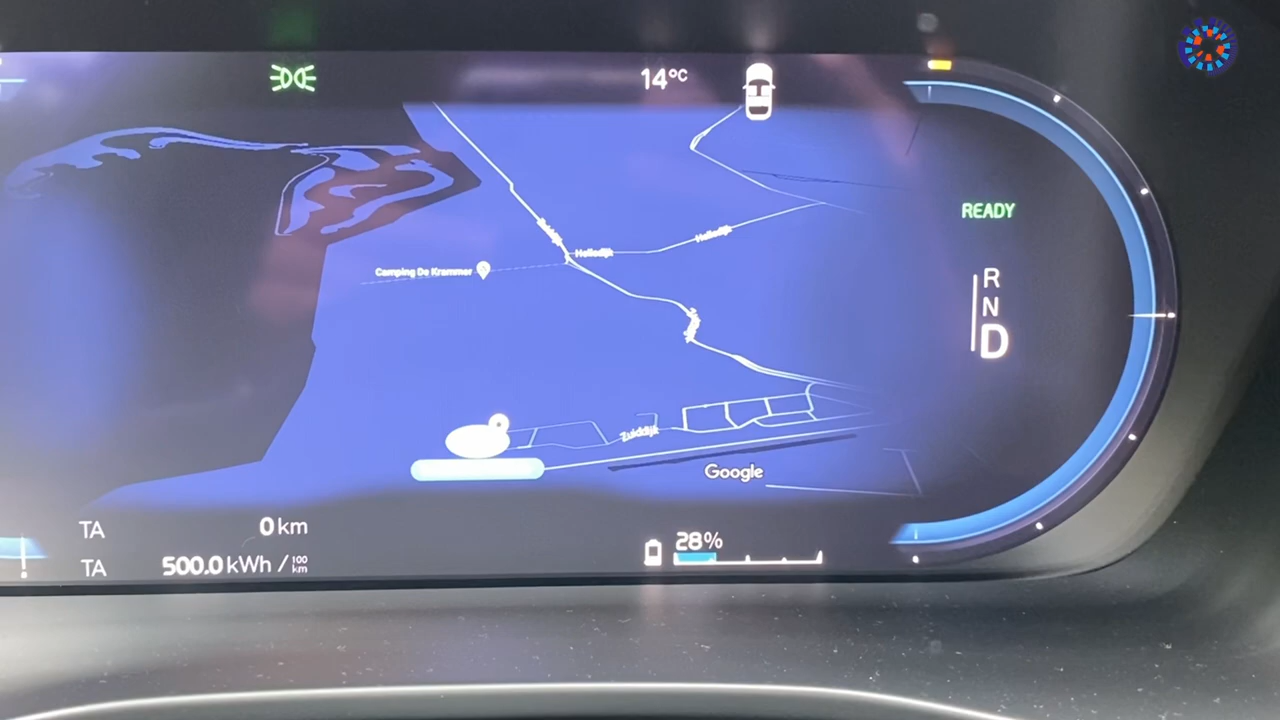 14°C
READY
R
N
D
Helledijk
Helledijk
Camping De Krammer
Zuiddijk
Google
TA 0 km
TA 500.0 kWh / 100 km
28%